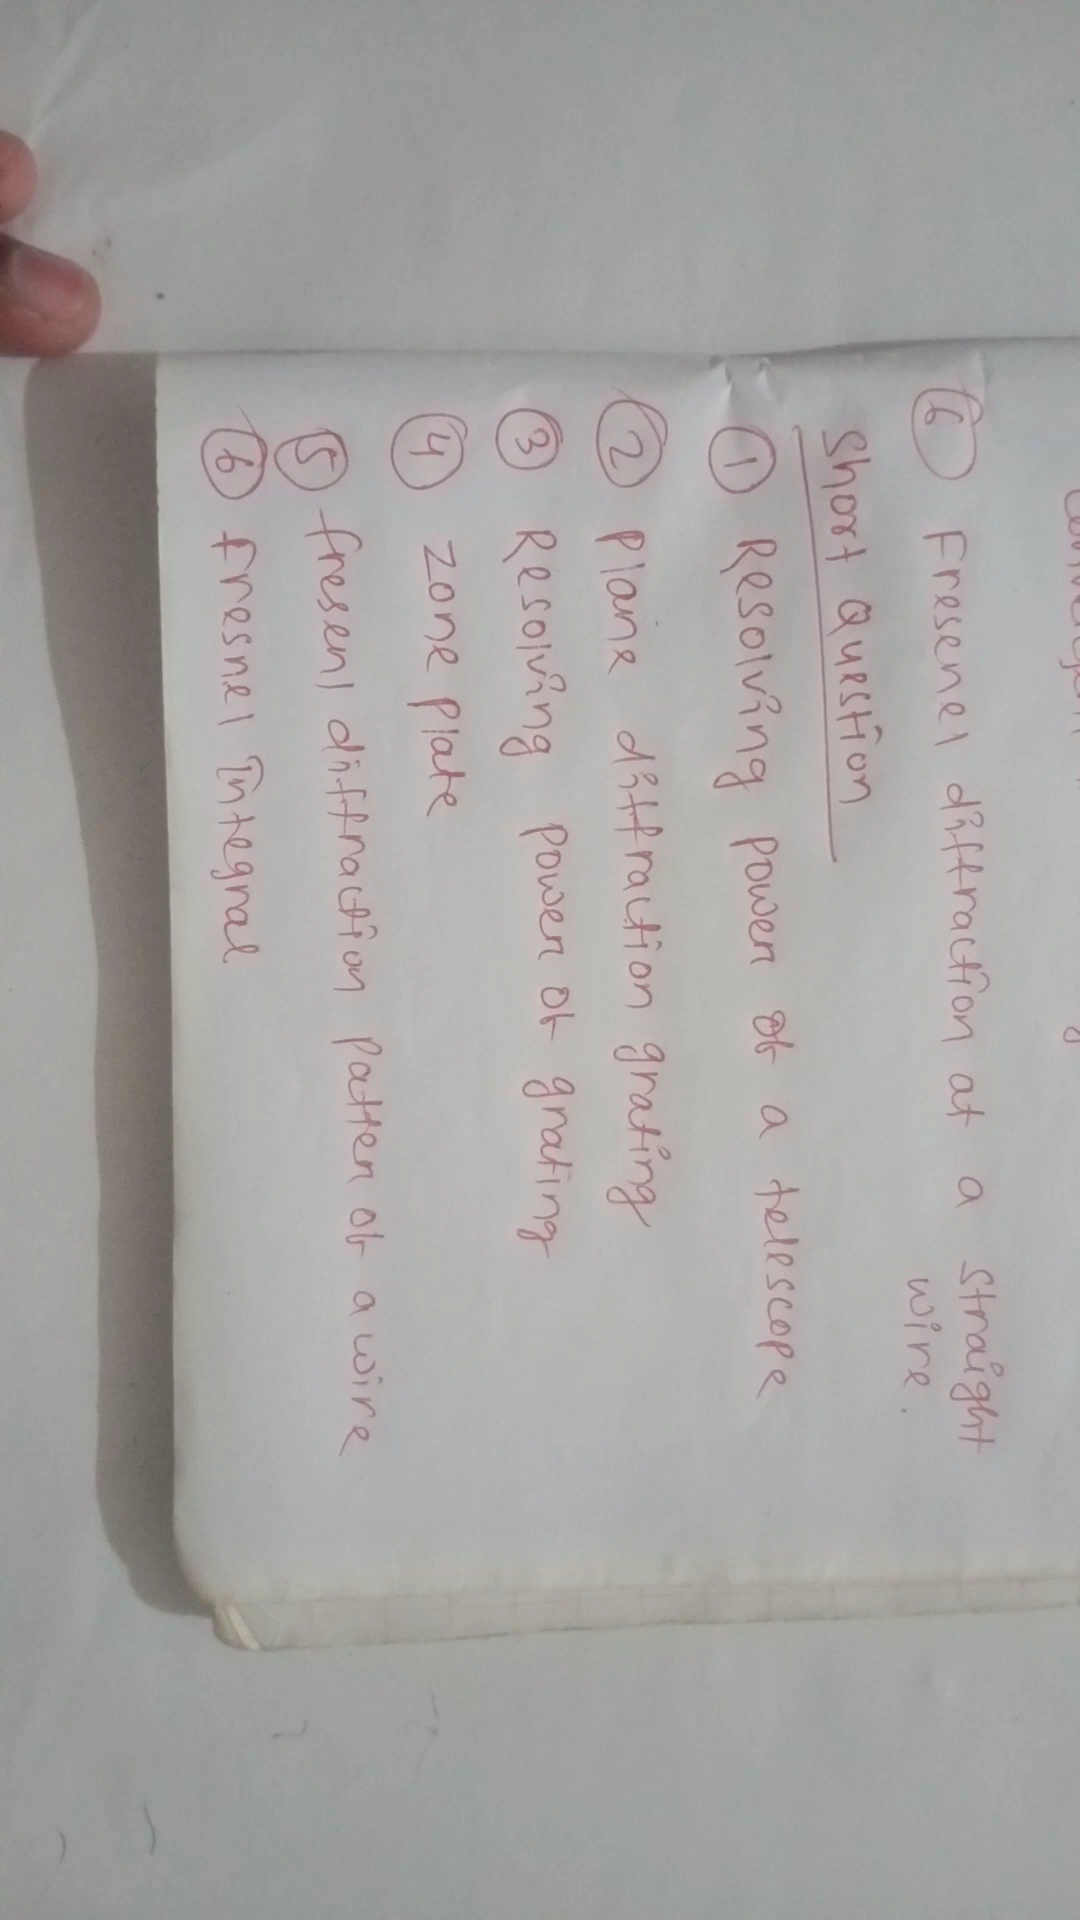 6 Fresenel diffraction at a straight
wire.
Short Question
1 Resolving power of a telescope
2 Plane diffraction grating
3 Resolving power of grating
4 Zone plate
5 fresenl diffraction patten of a wire
6 Fresnel Integral